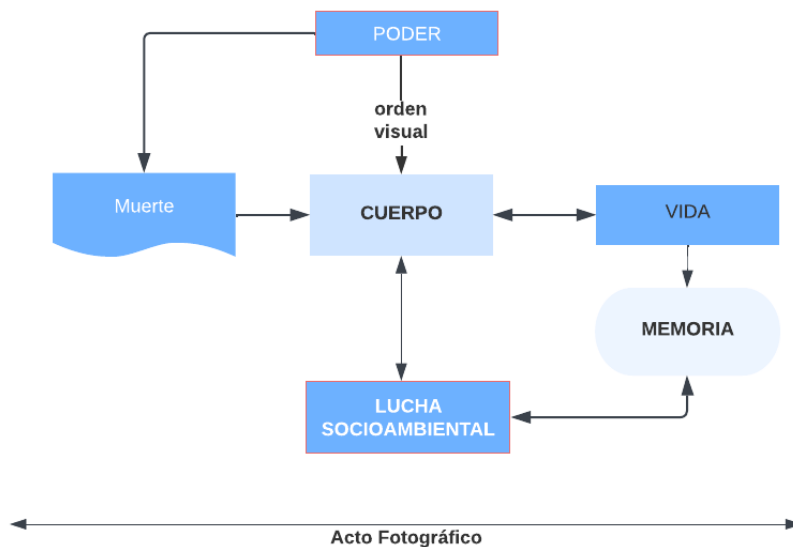 PODER
orden
visual
Muerte
CUERPO
VIDA
MEMORIA
LUCHA
SOCIOAMBIENTAL
Acto Fotográfico